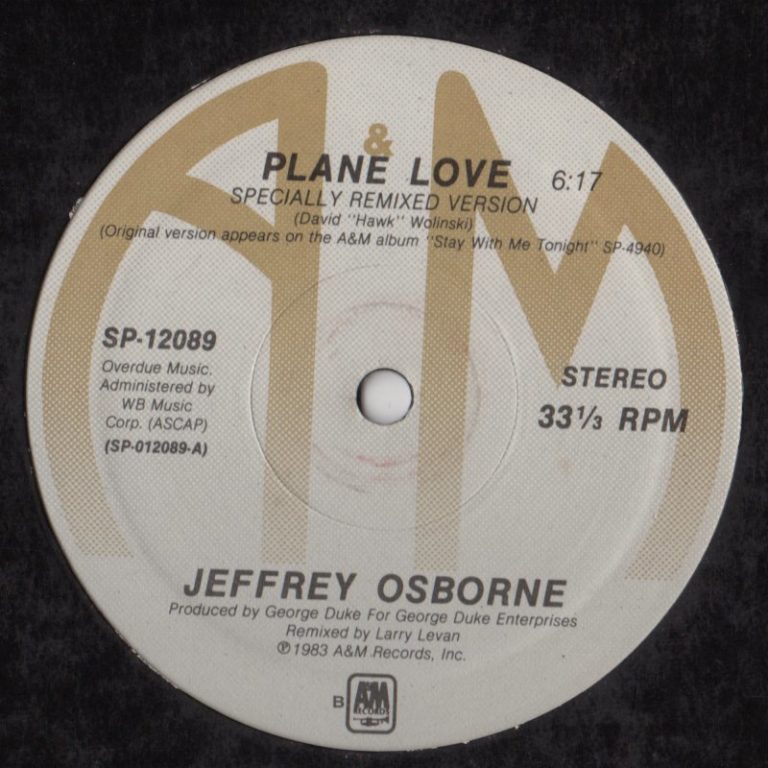 A & M
PLANE LOVE 6:17
SPECIALLY REMIXED VERSION
(David "Hawk" Wolinski)
(Original version appears on the A&M album "Stay With Me Tonight" SP-4940)
SP-12089
Overdue Music.
Administered by
WB Music
Corp. (ASCAP)
(SP-012089-A)
STEREO
33 1/3 RPM
JEFFREY OSBORNE
Produced by George Duke For George Duke Enterprises
Remixed by Larry Levan
℗ 1983 A&M Records, Inc.
B
A&M
RECORDS